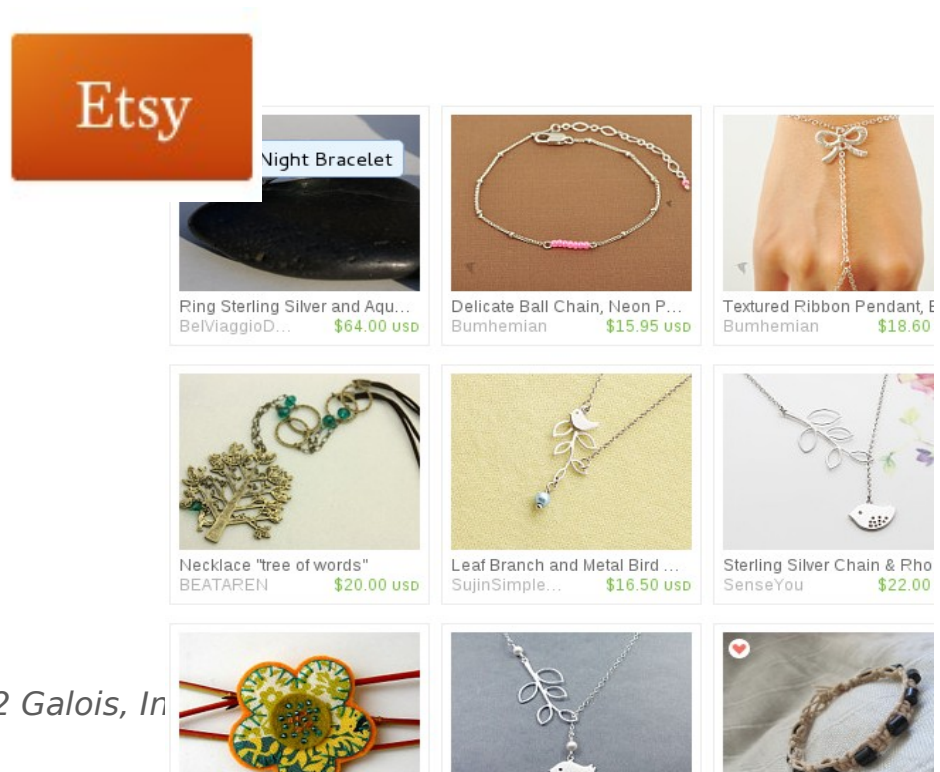 Etsy
Night Bracelet
Ring Sterling Silver and Aqu...
BelViaggioD... $64.00 USD
Delicate Ball Chain, Neon P...
Bumhemian $15.95 USD
Textured Ribbon Pendant, E
Bumhemian $18.60
Necklace "tree of words"
BEATAREN $20.00 USD
Leaf Branch and Metal Bird ...
SujinSimple... $16.50 USD
Sterling Silver Chain & Rho
SenseYou $22.00
2 Galois, In